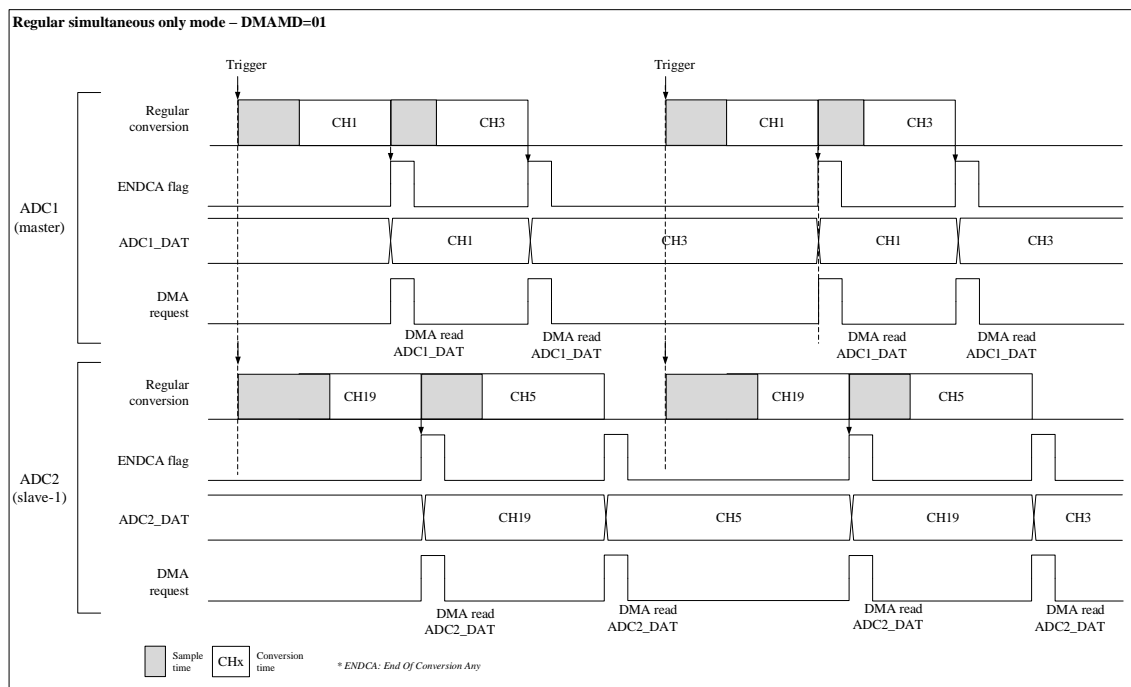 Regular simultaneous only mode – DMAMD=01
Trigger
Trigger
ADC1
(master)
Regular
conversion
CH1
CH3
CH1
CH3
ENDCA flag
ADC1_DAT
CH1
CH3
CH1
CH3
DMA
request
DMA read
ADC1_DAT
DMA read
ADC1_DAT
DMA read
ADC1_DAT
DMA read
ADC1_DAT
ADC2
(slave-1)
Regular
conversion
CH19
CH5
CH19
CH5
ENDCA flag
ADC2_DAT
CH19
CH5
CH19
CH3
DMA
request
DMA read
ADC2_DAT
DMA read
ADC2_DAT
DMA read
ADC2_DAT
DMA read
ADC2_DAT
Sample
time
CHx
Conversion
time
* ENDCA: End Of Conversion Any